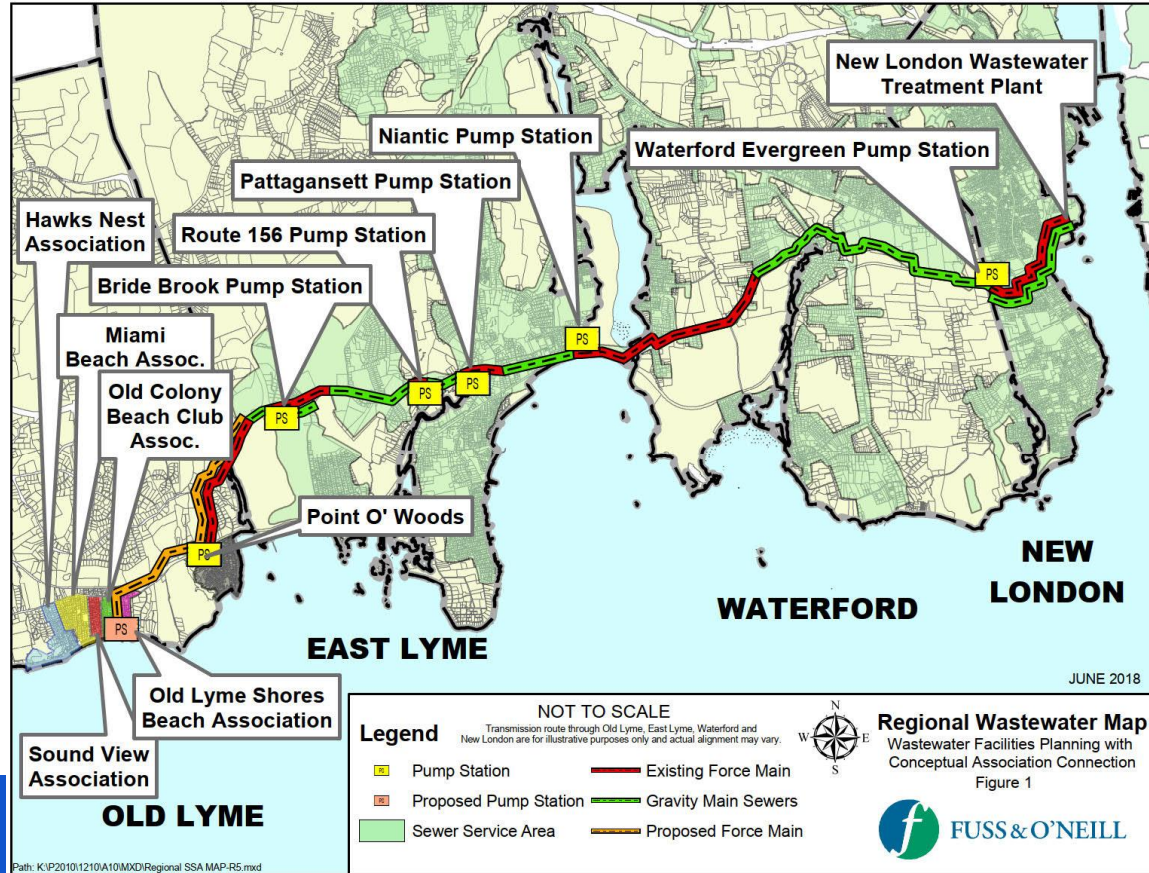 New London Wastewater
Treatment Plant
Niantic Pump Station
Waterford Evergreen Pump Station
Pattagansett Pump Station
Hawks Nest
Association
Route 156 Pump Station
Bride Brook Pump Station
Miami
Beach Assoc.
Old Colony
Beach Club
Assoc.
PS
PS
PS
PS
PS
Point O' Woods
PS
PS
NEW
LONDON
WATERFORD
EAST LYME
Old Lyme Shores
Beach Association
Sound View
Association
OLD LYME
JUNE 2018
NOT TO SCALE
Legend
Transmission route through Old Lyme, East Lyme, Waterford and
New London are for illustrative purposes only and actual alignment may vary.
PS Pump Station
PS Proposed Pump Station
Sewer Service Area
Existing Force Main
Gravity Main Sewers
Proposed Force Main
N
W E
S
Regional Wastewater Map
Wastewater Facilities Planning with
Conceptual Association Connection
Figure 1
f FUSS & O'NEILL
Path: K:\P2010\1210\A10\MXD\Regional SSA MAP-R5.mxd